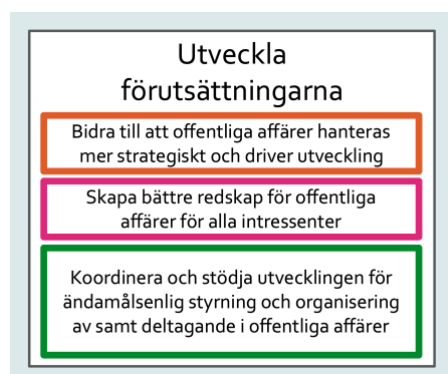 Utveckla
förutsättningarna
Bidra till att offentliga affärer hanteras
mer strategiskt och driver utveckling
Skapa bättre redskap för offentliga
affärer för alla intressenter
Koordinera och stödja utvecklingen för
ändamålsenlig styrning och organisering
av samt deltagande i offentliga affärer